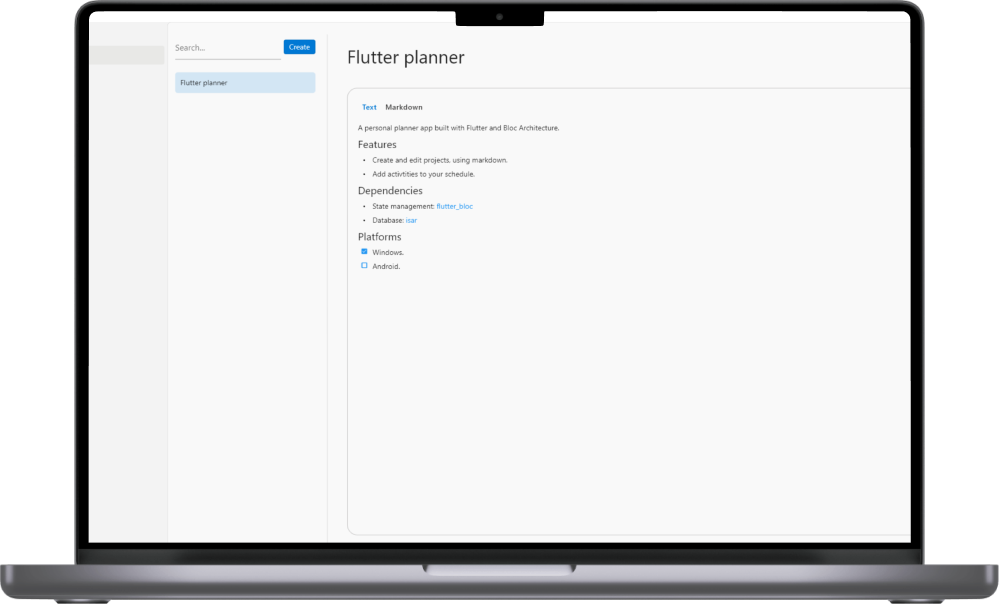 Search...
Create
Flutter planner
Flutter planner
Text Markdown
A personal planner app built with Flutter and Bloc Architecture.
Features
• Create and edit projects, using markdown.
• Add activtities to your schedule.
Dependencies
• State management: flutter_bloc
• Database: isar
Platforms
Windows.
Android.